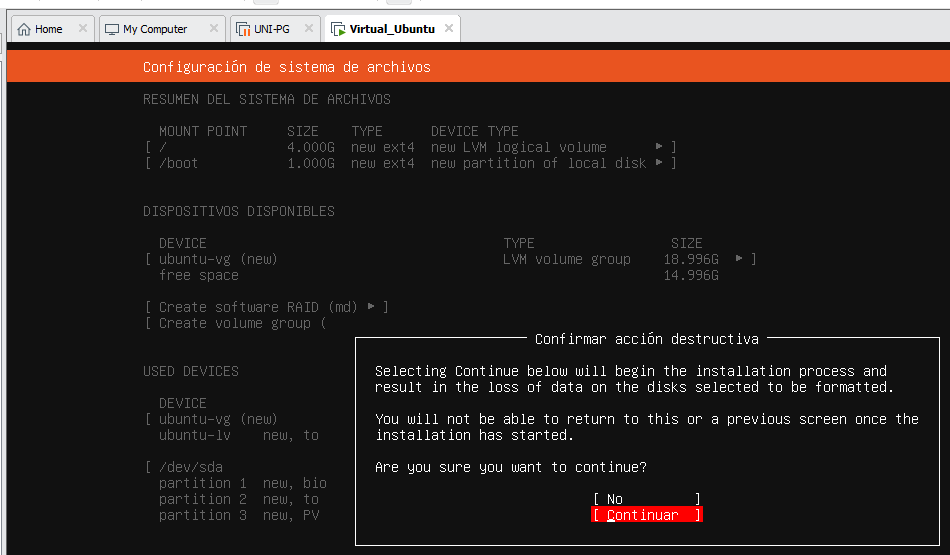 Home My Computer UNI-PG Virtual_Ubuntu
Configuración de sistema de archivos
RESUMEN DEL SISTEMA DE ARCHIVOS
MOUNT POINT SIZE TYPE DEVICE TYPE
[ / 4.000G new ext4 new LVM logical volume ▸ ]
[ /boot 1.000G new ext4 new partition of local disk ▸ ]
DISPOSITIVOS DISPONIBLES
DEVICE TYPE SIZE
[ ubuntu-vg (new) LVM volume group 18.996G ▸ ]
free space 14.996G
[ Create software RAID (md) ▸ ]
[ Create volume group (
USED DEVICES
DEVICE
[ ubuntu-vg (new)
ubuntu-lv new, to
[ /dev/sda
partition 1 new, bio
partition 2 new, to
partition 3 new, PV
Confirmar acción destructiva
Selecting Continue below will begin the installation process and
result in the loss of data on the disks selected to be formatted.
You will not be able to return to this or a previous screen once the
installation has started.
Are you sure you want to continue?
[ No ]
[ Continuar ]